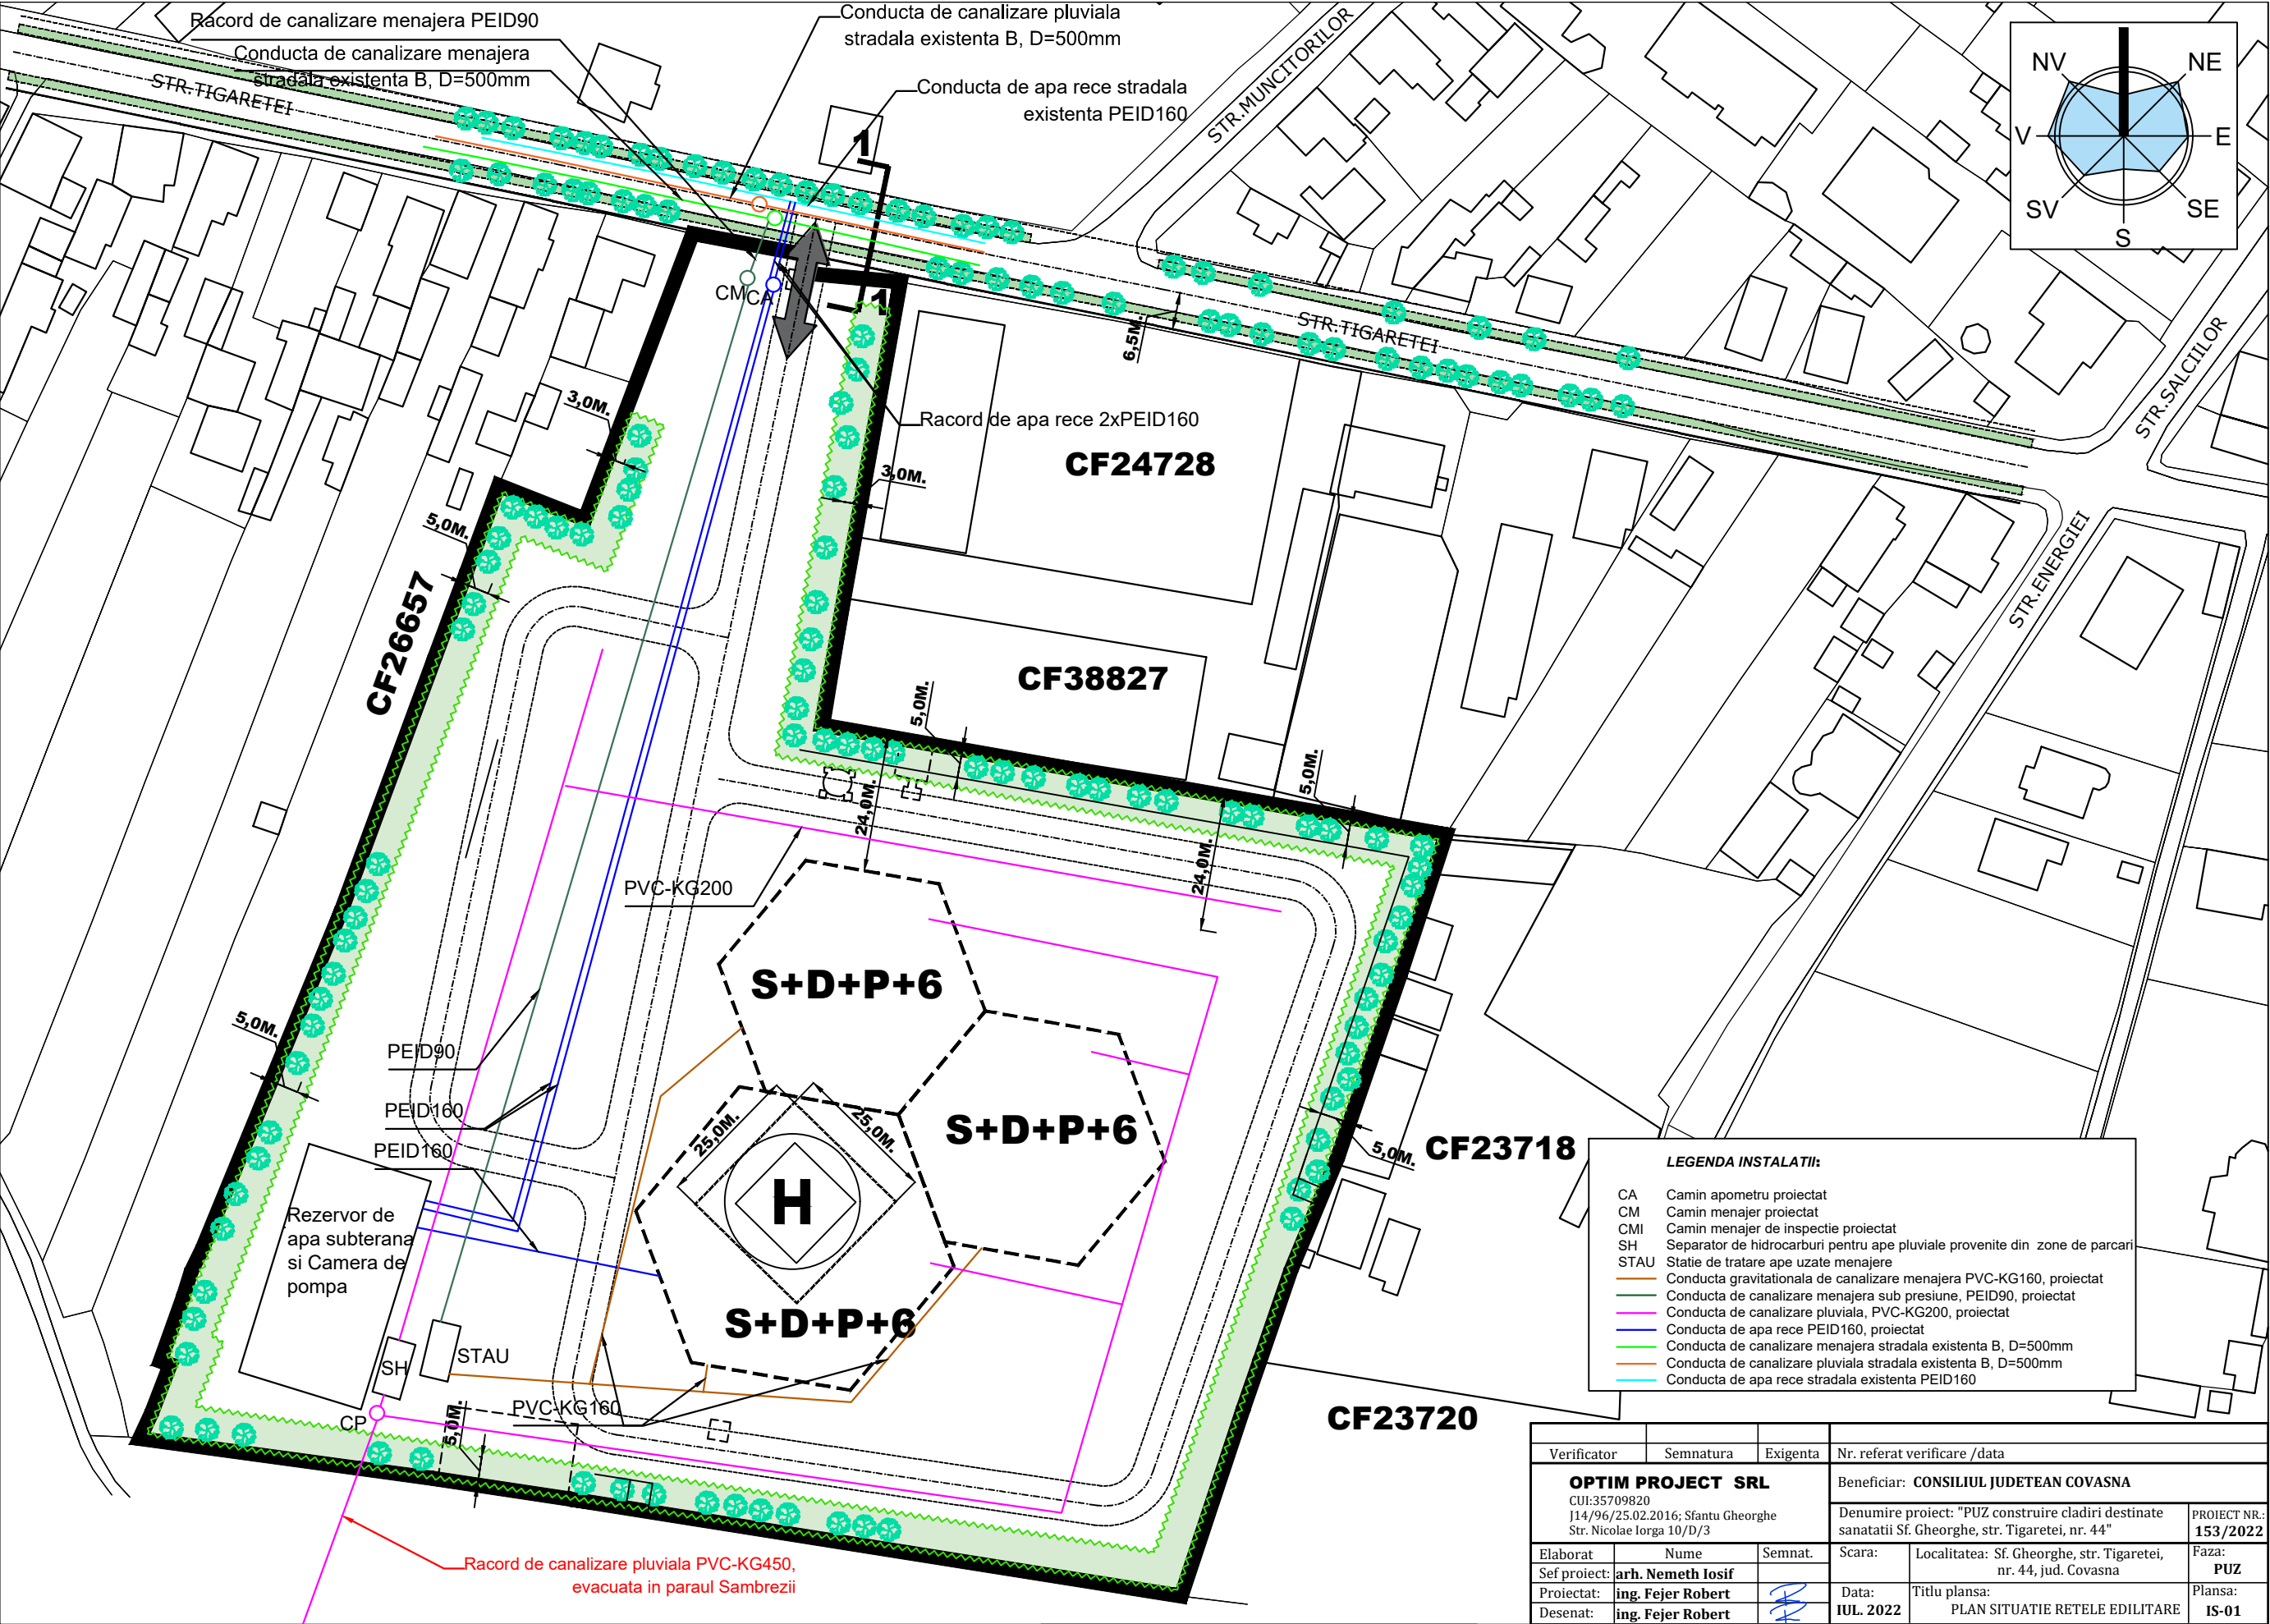 Racord de canalizare menajera PEID90
Conducta de canalizare menajera
stradala existenta B, D=500mm
STR.TIGARETEI
Conducta de canalizare pluviala
stradala existenta B, D=500mm
Conducta de apa rece stradala
existenta PEID160
STR.MUNCITORILOR
NV
NE
V
E
SV
SE
S
1
1
CM
CA
6,5M.
STR.TIGARETEI
STR.SALCIILOR
STR.ENERGIEI
3,0M.
Racord de apa rece 2xPEID160
CF24728
3,0M.
5,0M.
CF26657
CF38827
5,0M.
5,0M.
24,0M.
24,0M.
PVC-KG200
S+D+P+6
5,0M.
PEID90
PEID160
PEID160
25,0M.
25,0M.
S+D+P+6
5,0M.
CF23718
H
Rezervor de
apa subterana
si Camera de
pompa
S+D+P+6
SH
STAU
CP
5,0M.
PVC-KG160
CF23720
Racord de canalizare pluviala PVC-KG450,
evacuata in paraul Sambrezii
LEGENDA INSTALATII:
CA Camin apometru proiectat
CM Camin menajer proiectat
CMI Camin menajer de inspectie proiectat
SH Separator de hidrocarburi pentru ape pluviale provenite din zone de parcari
STAU Statie de tratare ape uzate menajere
Conducta gravitationala de canalizare menajera PVC-KG160, proiectat
Conducta de canalizare menajera sub presiune, PEID90, proiectat
Conducta de canalizare pluviala, PVC-KG200, proiectat
Conducta de apa rece PEID160, proiectat
Conducta de canalizare menajera stradala existenta B, D=500mm
Conducta de canalizare pluviala stradala existenta B, D=500mm
Conducta de apa rece stradala existenta PEID160
Verificator Semnatura Exigenta Nr. referat verificare /data
OPTIM PROJECT SRL
CUI:35709820
J14/96/25.02.2016; Sfantu Gheorghe
Str. Nicolae Iorga 10/D/3
Beneficiar: CONSILIUL JUDETEAN COVASNA
Denumire proiect: "PUZ construire cladiri destinate
sanatatii Sf. Gheorghe, str. Tigaretei, nr. 44"
PROIECT NR.:
153/2022
Elaborat Nume Semnat.
Sef proiect: arh. Nemeth Iosif
Proiectat: ing. Fejer Robert
Desenat: ing. Fejer Robert
Scara:
Localitatea: Sf. Gheorghe, str. Tigaretei,
nr. 44, jud. Covasna
Faza:
PUZ
Data:
IUL. 2022
Titlu plansa:
PLAN SITUATIE RETELE EDILITARE
Plansa:
IS-01